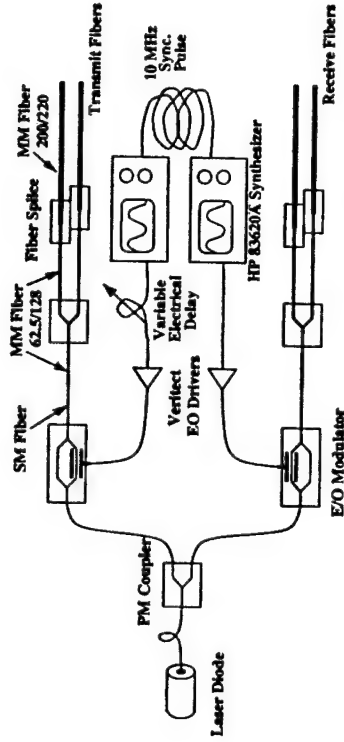 MM Fiber
200/220
Transmit Fibers
Fiber Splice
MM Fiber
62.5/128
SM Fiber
10 MHz
Sync.
Pulse
Variable
Electrical
Delay
HP 83620/A Synthesizer
Veritect
EO Drivers
PM Coupler
Laser Diode
E/O Modulator
Receive Fibers